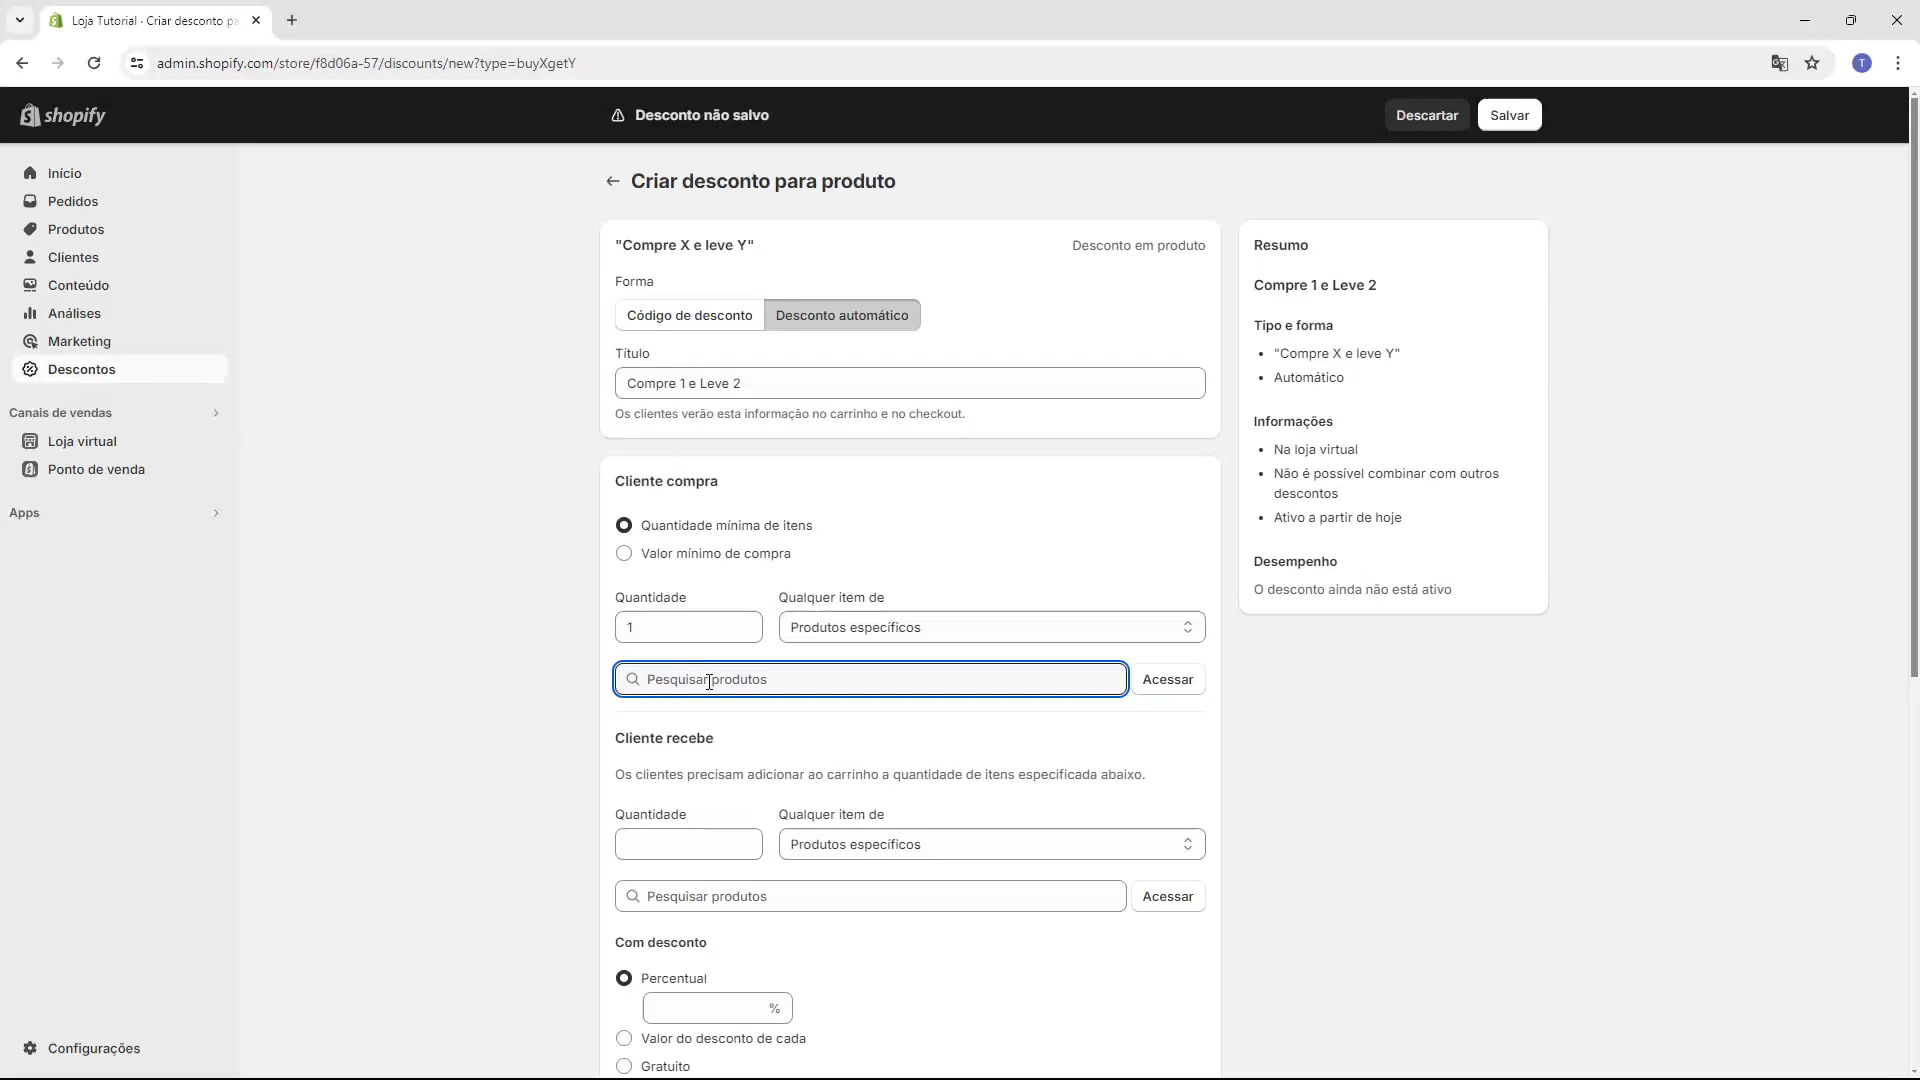 Loja Tutorial · Criar desconto pa
admin.shopify.com/store/f8d06a-57/discounts/new?type=buyXgetY
T
shopify
Desconto não salvo
Descartar
Salvar
Início
Pedidos
Produtos
Clientes
Conteúdo
Análises
Marketing
Descontos
Canais de vendas
Loja virtual
Ponto de venda
Apps
Configurações
Criar desconto para produto
"Compre X e leve Y"
Desconto em produto
Forma
Código de desconto
Desconto automático
Título
Compre 1 e Leve 2
Os clientes verão esta informação no carrinho e no checkout.
Cliente compra
Quantidade mínima de itens
Valor mínimo de compra
Quantidade
Qualquer item de
1
Produtos específicos
Pesquisar produtos
Acessar
Cliente recebe
Os clientes precisam adicionar ao carrinho a quantidade de itens especificada abaixo.
Quantidade
Qualquer item de
Produtos específicos
Pesquisar produtos
Acessar
Com desconto
Percentual
%
Valor do desconto de cada
Gratuito
Resumo
Compre 1 e Leve 2
Tipo e forma
• "Compre X e leve Y"
• Automático
Informações
• Na loja virtual
• Não é possível combinar com outros
descontos
• Ativo a partir de hoje
Desempenho
O desconto ainda não está ativo